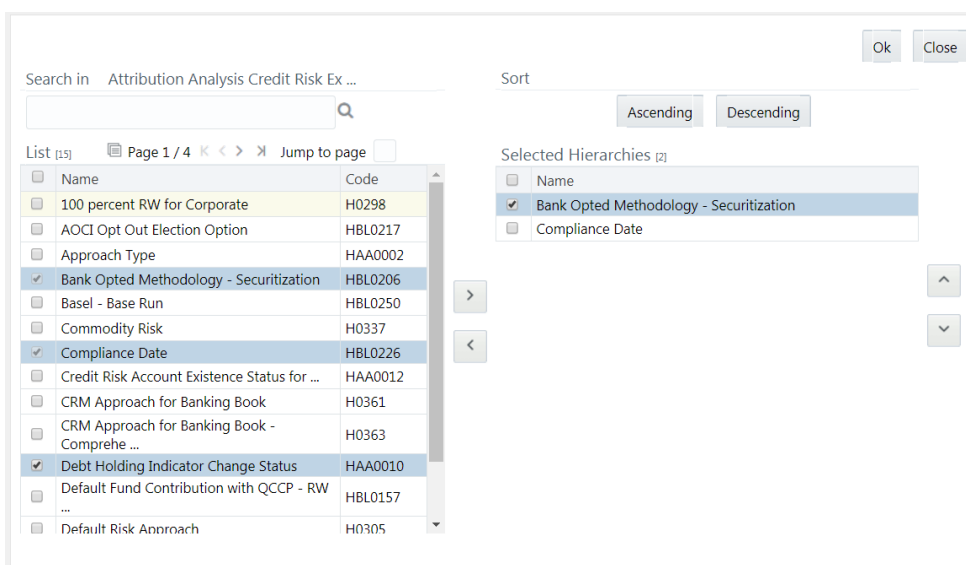 Ok Close
Search in Attribution Analysis Credit Risk Ex ...
Sort
Ascending Descending
List [15] Page 1 / 4 Jump to page
Selected Hierarchies [2]
Name Code
Name
100 percent RW for Corporate H0298
Bank Opted Methodology - Securitization
AOCI Opt Out Election Option HBL0217
Compliance Date
Approach Type HAA0002
Bank Opted Methodology - Securitization HBL0206
Basel - Base Run HBL0250
Commodity Risk H0337
Compliance Date HBL0226
Credit Risk Account Existence Status for ... HAA0012
CRM Approach for Banking Book H0361
CRM Approach for Banking Book -
Comprehe ... H0363
Debt Holding Indicator Change Status HAA0010
Default Fund Contribution with QCCP - RW
... HBL0157
Default Risk Approach H0305